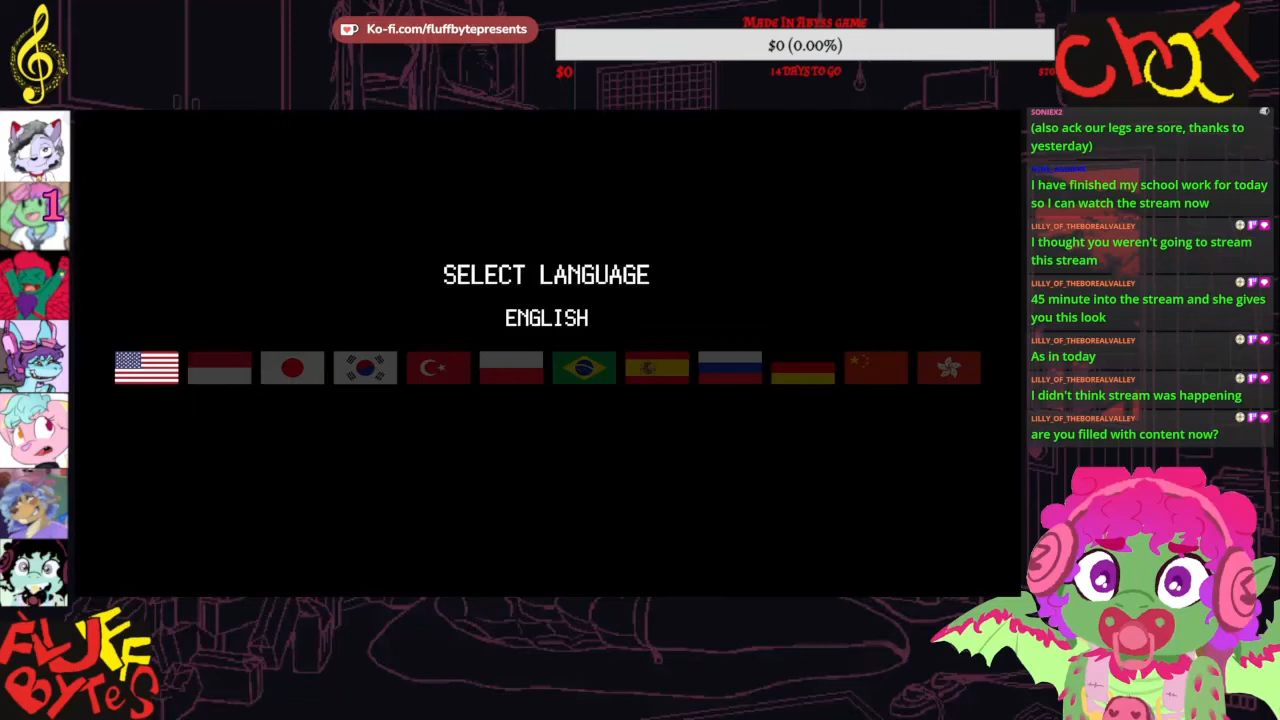 Ko-fi.com/fluffbytepresents
MADE IN ABYSS GAME
$0 (0.00%)
$0
14 DAYS TO GO
ChaT
SONIEX2
(also ack our legs are sore, thanks to
yesterday)
I have finished my school work for today
so I can watch the stream now
LILLY_OF_THEBOREALVALLEY
I thought you weren't going to stream
this stream
LILLY_OF_THEBOREALVALLEY
45 minute into the stream and she gives
you this look
LILLY_OF_THEBOREALVALLEY
As in today
LILLY_OF_THEBOREALVALLEY
I didn't think stream was happening
LILLY_OF_THEBOREALVALLEY
are you filled with content now?
1
SELECT LANGUAGE
ENGLISH
FLUFF
BYTeS